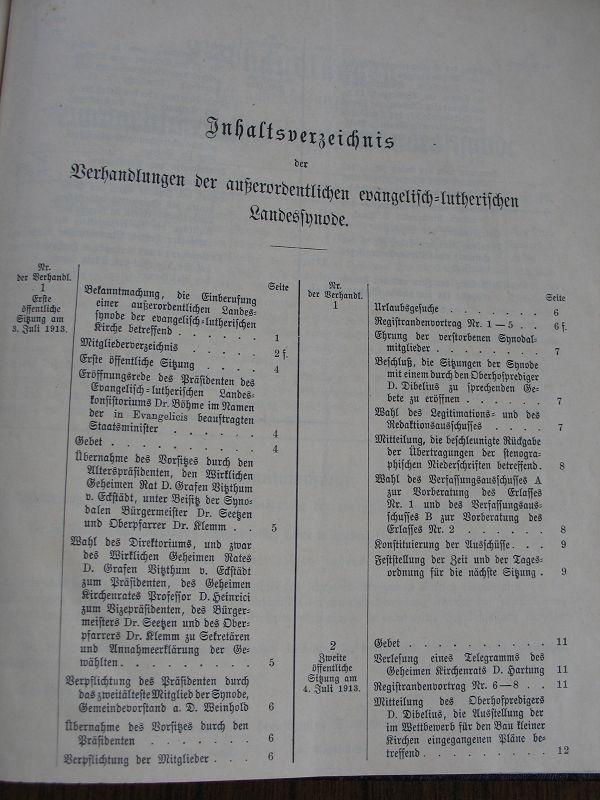 Inhaltsverzeichnis
der
Verhandlungen der außerordentlichen evangelisch-lutherischen
Landessynode.
Nr.
der Verhandl.
1
Erste
öffentliche
Sitzung am
3. Juli 1913.
Seite
Bekanntmachung, die Einberufung
einer außerordentlichen Landes-
synode der evangelisch-lutherischen
Kirche betreffend . . . . . . 1
Mitgliederverzeichnis . . . . . 2 f.
Erste öffentliche Sitzung . . . . 4
Eröffnungsrede des Präsidenten des
Evangelisch-lutherischen Landes-
konsistoriums Dr. Böhme im Namen
der in Evangelicis beauftragten
Staatsminister . . . . . . 4
Gebet . . . . . . . . . . 4
Übernahme des Vorsitzes durch den
Alterspräsidenten, den Wirklichen
Geheimen Rat D. Grafen Vitzthum
v. Eckstädt, unter Beisitz der Syno-
dalen Bürgermeister Dr. Seetzen
und Oberpfarrer Dr. Klemm . . 5
Wahl des Direktoriums, und zwar
des Wirklichen Geheimen Rates
D. Grafen Vitzthum v. Eckstädt
zum Präsidenten, des Geheimen
Kirchenrates Professor D. Heinrici
zum Vizepräsidenten, des Bürger-
meisters Dr. Seetzen und des Ober-
pfarrers Dr. Klemm zu Sekretären
und Annahmeerklärung der Ge-
wählten . . . . . . . . . 5
Verpflichtung des Präsidenten durch
das zweitälteste Mitglied der Synode,
Gemeindevorstand a. D. Weinhold 6
Übernahme des Vorsitzes durch den
Präsidenten . . . . . . . 6
Verpflichtung der Mitglieder . . . 6
Nr.
der Verhandl.
1
Seite
Urlaubsgesuche . . . . . . . 6
Registrandenvortrag Nr. 1—5 . . 6 f.
Ehrung der verstorbenen Synodal-
mitglieder . . . . . . . . 7
Beschluß, die Sitzungen der Synode
mit einem durch den Oberhofprediger
D. Dibelius zu sprechenden Ge-
bete zu eröffnen . . . . . . 7
Wahl des Legitimations- und des
Redaktionsausschusses . . . . 7
Mitteilung, die beschleunigte Rückgabe
der Übertragungen der stenogra-
phischen Niederschriften betreffend. 8
Wahl des Verfassungsausschusses A
zur Vorberatung des Erlasses
Nr. 1 und des Verfassungsaus-
schusses B zur Vorberatung des
Erlasses Nr. 2 . . . . . . 8
Konstituierung der Ausschüsse. . . 9
Feststellung der Zeit und der Tages-
ordnung für die nächste Sitzung . 9
2
Zweite
öffentliche
Sitzung am
4. Juli 1913.
Gebet . . . . . . . . . . 11
Verlesung eines Telegramms des
Geheimen Kirchenrats D. Hartung 11
Registrandenvortrag Nr. 6—8 . . 11
Mitteilung des Oberhofpredigers
D. Dibelius, die Ausstellung der
im Wettbewerb für den Bau kleiner
Kirchen eingegangenen Pläne be-
treffend . . . . . . . . . 12